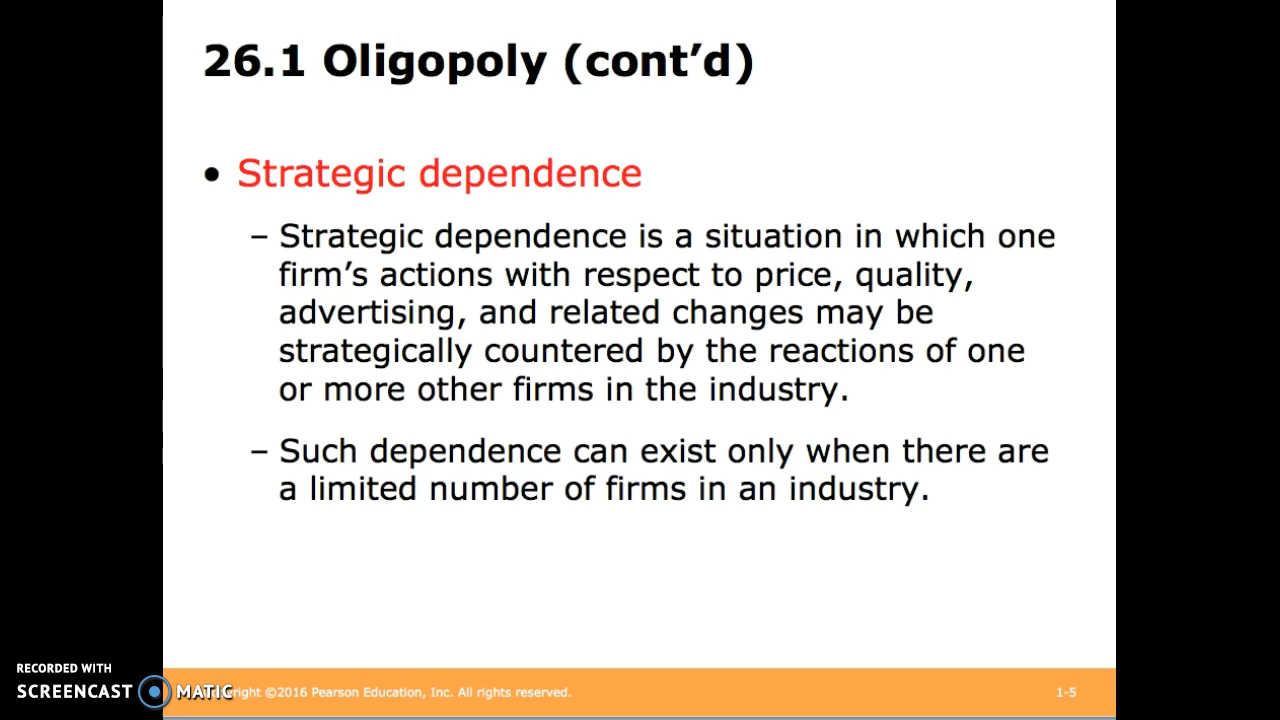 26.1 Oligopoly (cont’d)
• Strategic dependence
– Strategic dependence is a situation in which one
firm’s actions with respect to price, quality,
advertising, and related changes may be
strategically countered by the reactions of one
or more other firms in the industry.
– Such dependence can exist only when there are
a limited number of firms in an industry.
RECORDED WITH
SCREENCAST MATIC
right ©2016 Pearson Education, Inc. All rights reserved.
1-5